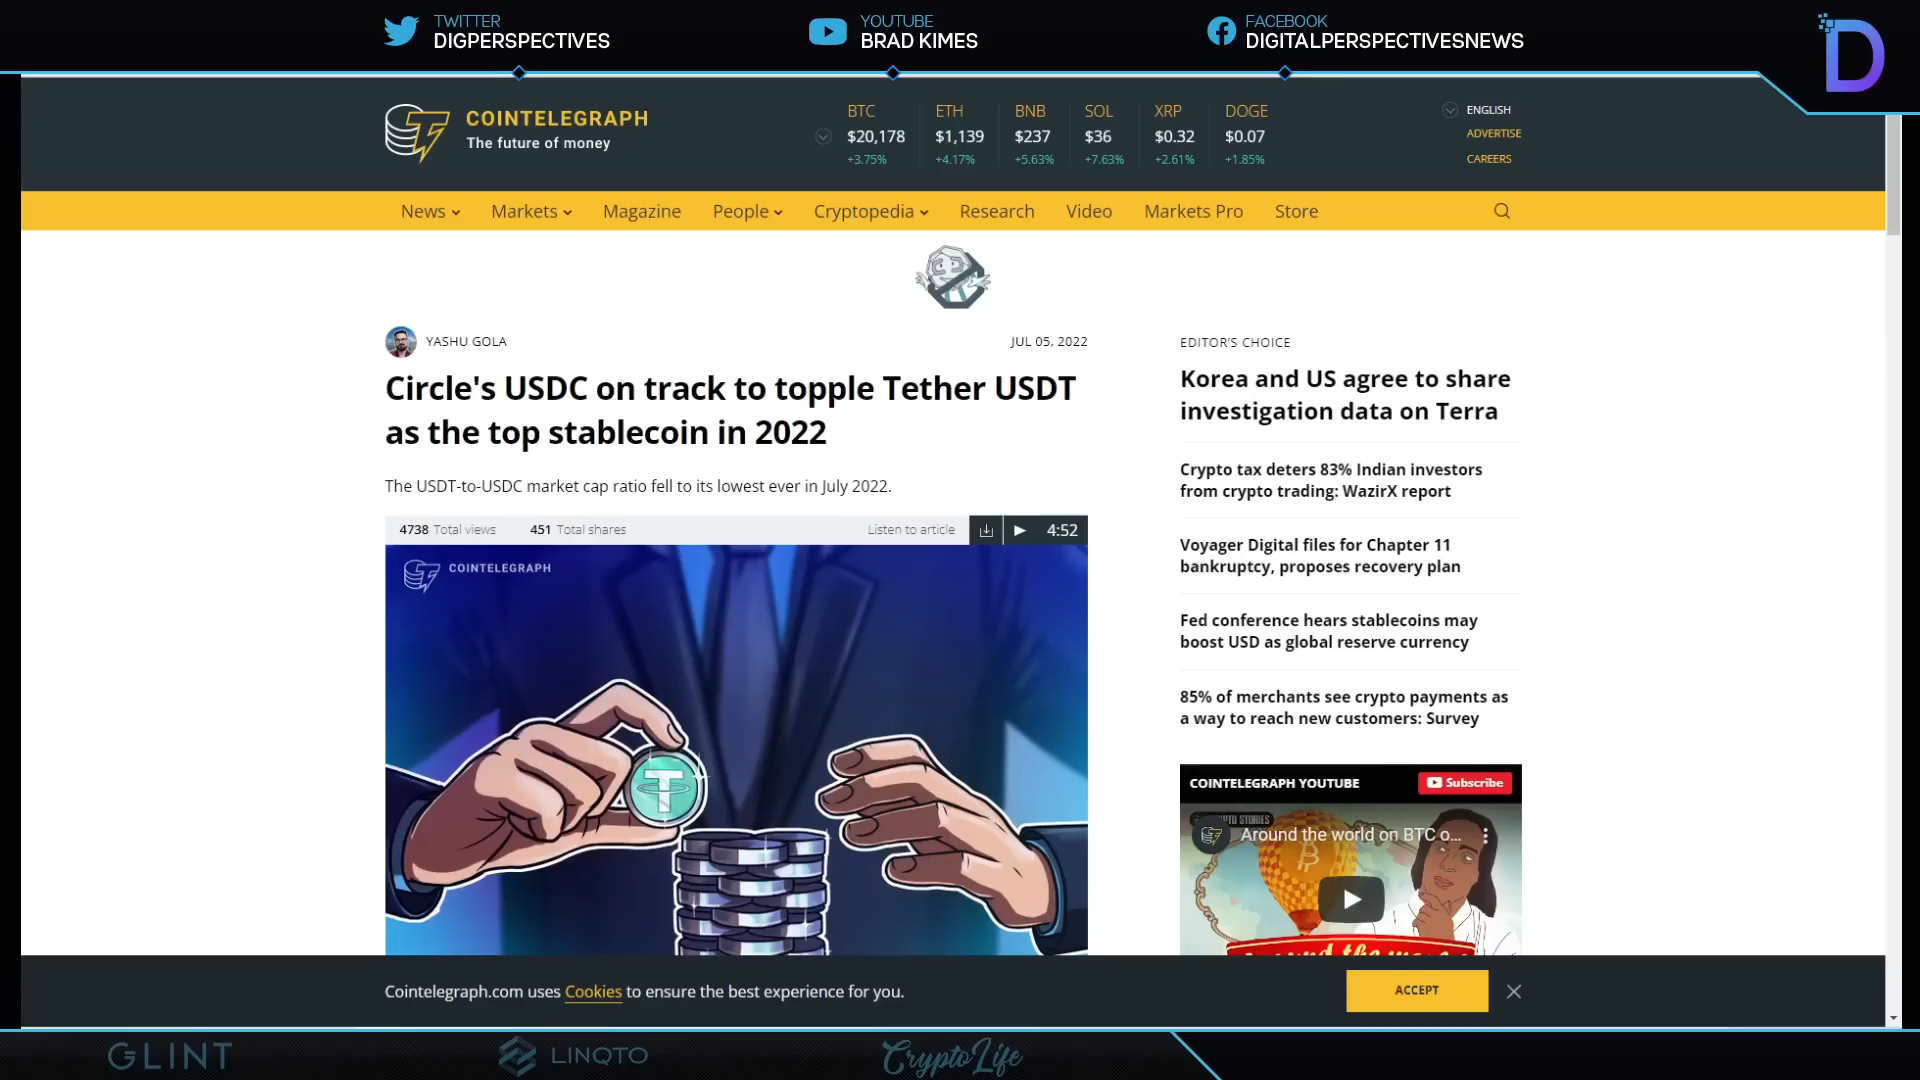 TWITTER
DIGPERSPECTIVES
YOUTUBE
BRAD KIMES
FACEBOOK
DIGITALPERSPECTIVESNEWS
D
COINTELEGRAPH
The future of money
BTC
$20,178
+3.75%
ETH
$1,139
+4.17%
BNB
$237
+5.63%
SOL
$36
+7.63%
XRP
$0.32
+2.61%
DOGE
$0.07
+1.85%
ENGLISH
ADVERTISE
CAREERS
News Markets Magazine People Cryptopedia Research Video Markets Pro Store
YASHU GOLA
JUL 05, 2022
Circle's USDC on track to topple Tether USDT
as the top stablecoin in 2022
The USDT-to-USDC market cap ratio fell to its lowest ever in July 2022.
4738 Total views 451 Total shares Listen to article 4:52
COINTELEGRAPH
EDITOR'S CHOICE
Korea and US agree to share
investigation data on Terra
Crypto tax deters 83% Indian investors
from crypto trading: WazirX report
Voyager Digital files for Chapter 11
bankruptcy, proposes recovery plan
Fed conference hears stablecoins may
boost USD as global reserve currency
85% of merchants see crypto payments as
a way to reach new customers: Survey
COINTELEGRAPH YOUTUBE
Subscribe
Around the world on BTC o...
Cointelegraph.com uses Cookies to ensure the best experience for you.
ACCEPT
GLINT
LINQTO
CryptoLife